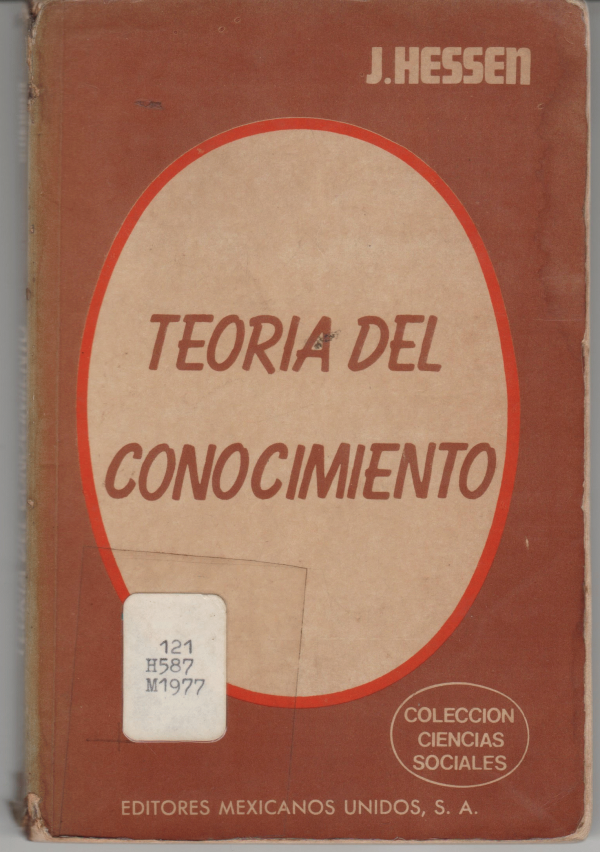 J. HESSEN
TEORIA DEL
CONOCIMIENTO
121
H587
M1977
COLECCION
CIENCIAS
SOCIALES
EDITORES MEXICANOS UNIDOS, S. A.